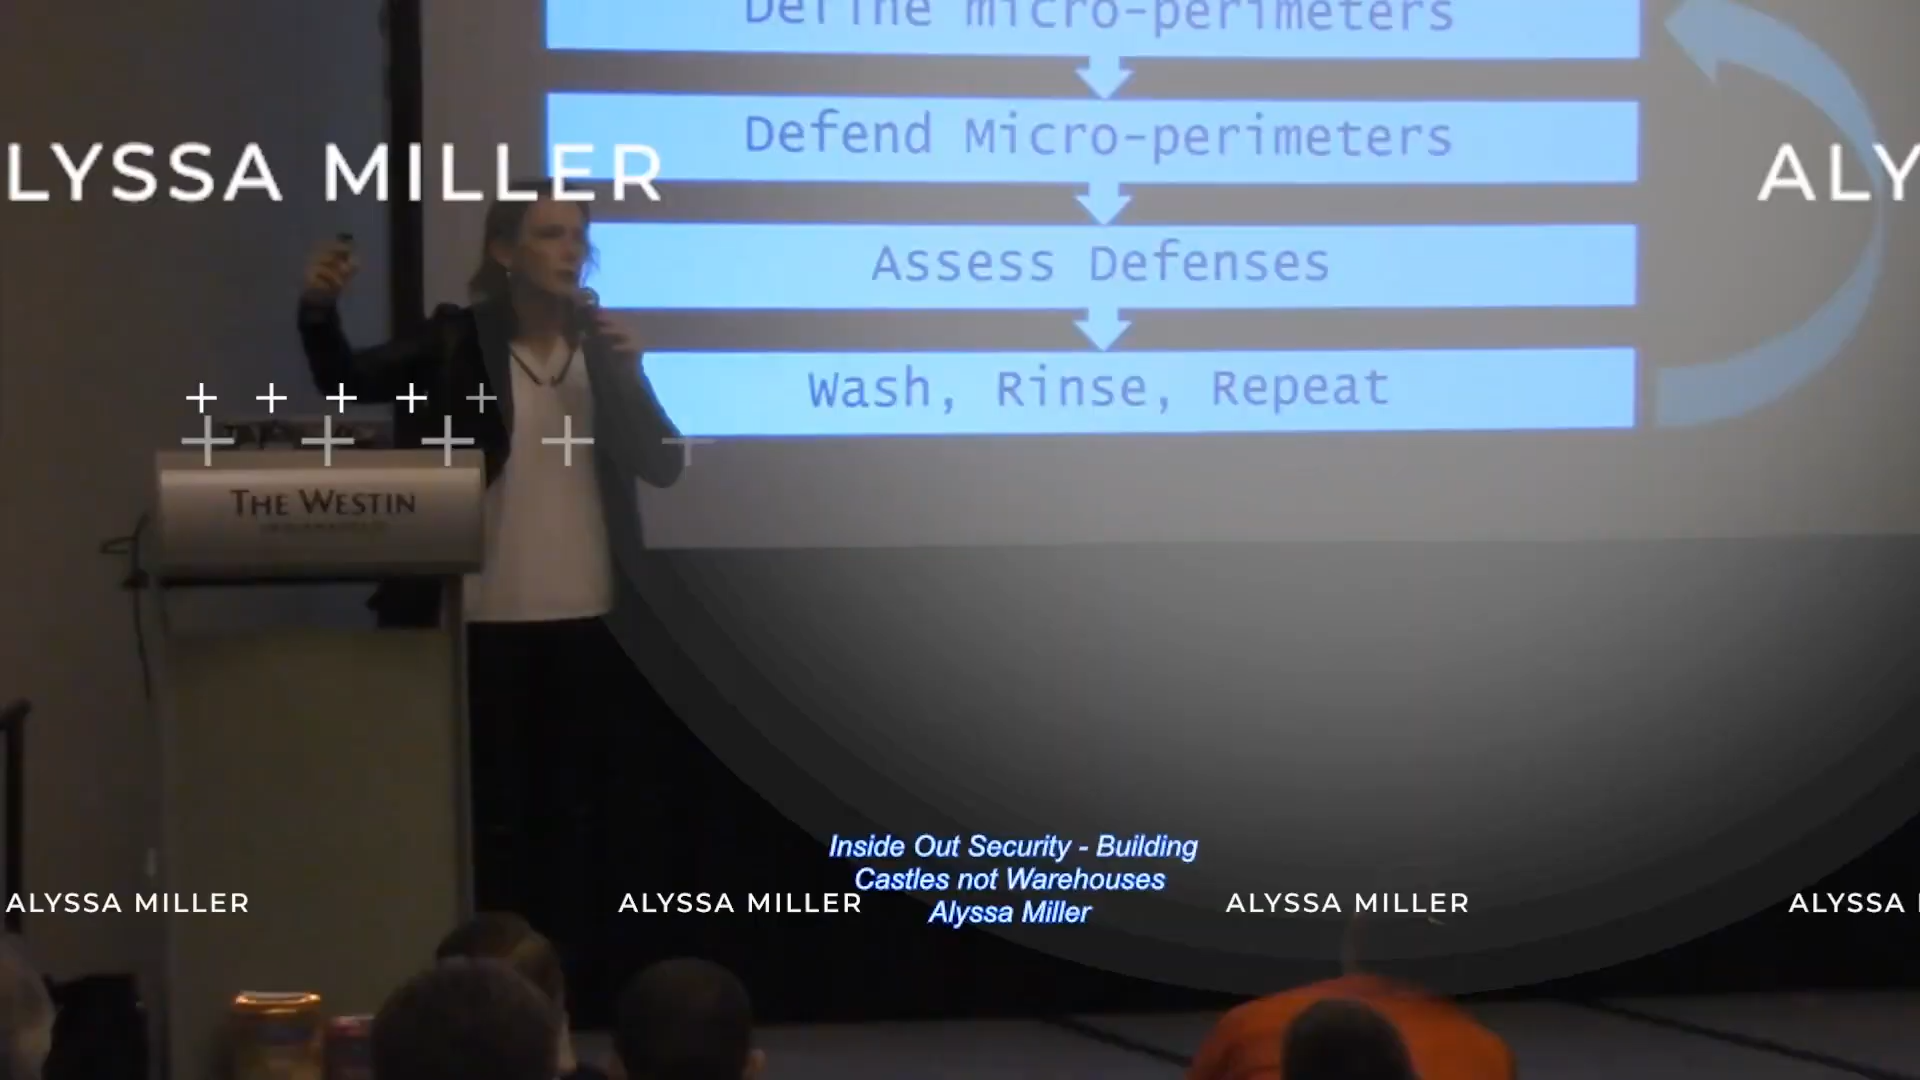 Define micro-perimeters
Defend Micro-perimeters
LYSSA MILLER
ALY
Assess Defenses
Wash, Rinse, Repeat
THE WESTIN
Inside Out Security - Building
Castles not Warehouses
Alyssa Miller
ALYSSA MILLER
ALYSSA MILLER
ALYSSA MILLER
ALYSSA